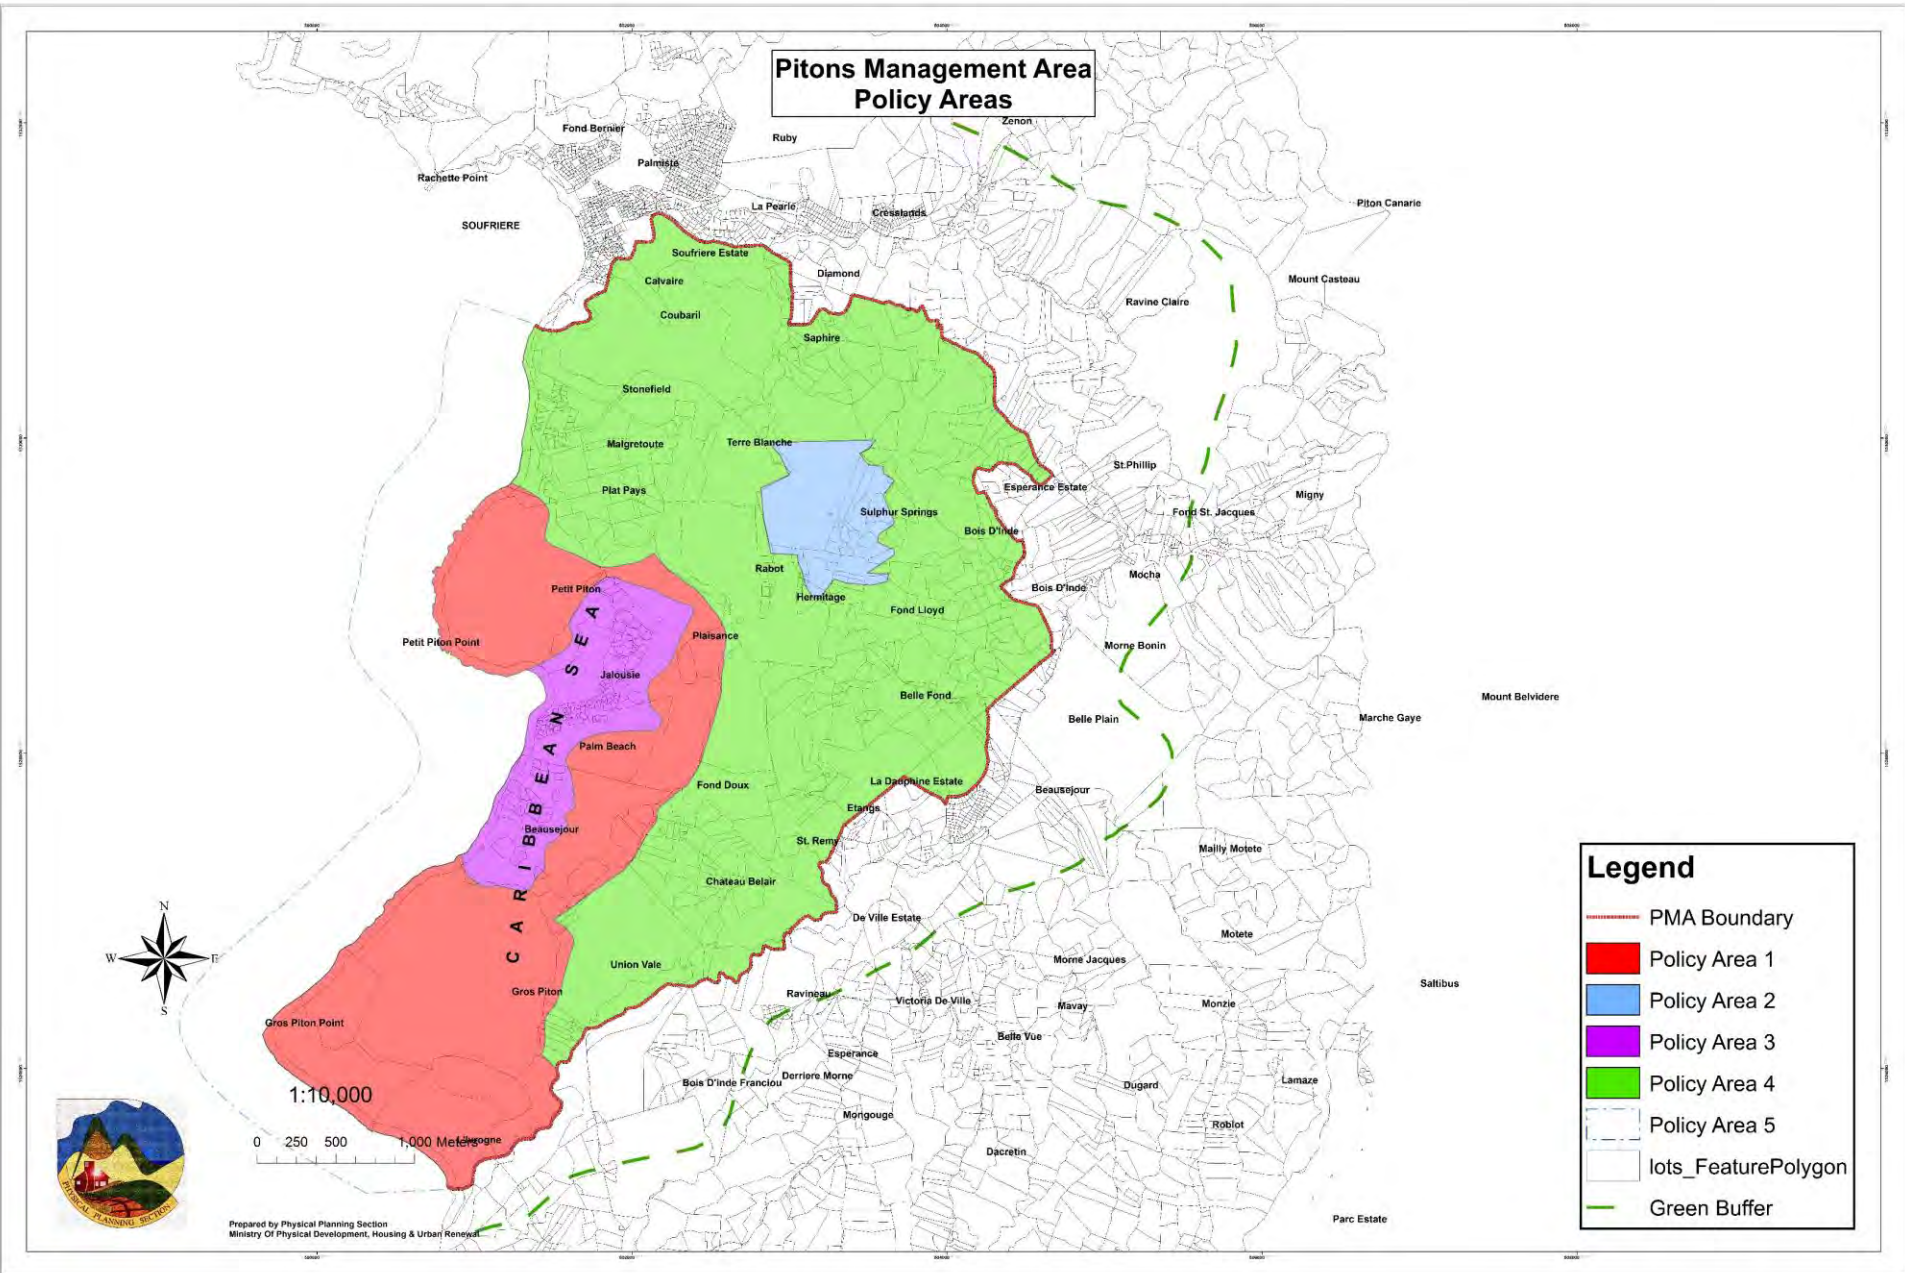 Pitons Management Area
Policy Areas
Zenon
Fond Bernier
Ruby
Palmiste
Rachette Point
Piton Canarie
La Pearle
Cresslands
SOUFRIERE
Soufriere Estate
Diamond
Calvaire
Mount Casteau
Ravine Claire
Coubaril
Saphire
Stonefield
Malgretoute
Terre Blanche
St.Phillip
Plat Pays
Esperance Estate
Migny
Sulphur Springs
Fond St. Jacques
Bois D'Inde
Rabot
Mocha
Petit Piton
Bois D'Inde
Hermitage
Fond Lloyd
Petit Piton Point
Plaisance
Morne Bonin
Jalousie
Belle Fond
Mount Belvidere
Belle Plain
Marche Gaye
Palm Beach
Fond Doux
La Dauphine Estate
Beausejour
Etangs
Beausejour
St. Remy
Mailly Motete
Chateau Belair
CARIBBEAN SEA
De Ville Estate
Motete
Union Vale
Morne Jacques
Gros Piton
Ravineau
Victoria De Ville
Mavay
Monzie
Saltibus
Gros Piton Point
Belle Vue
Esperance
Derriere Morne
Bois D'Inde Franciou
Dugard
Lamaze
Mongouge
Roblot
Dacretin
Parc Estate
N
W
E
S
1:10,000
0 250 500 1,000 Meters
PHYSICAL PLANNING SECTION
Prepared by Physical Planning Section
Ministry Of Physical Development, Housing & Urban Renewal
Legend
PMA Boundary
Policy Area 1
Policy Area 2
Policy Area 3
Policy Area 4
Policy Area 5
lots_FeaturePolygon
Green Buffer